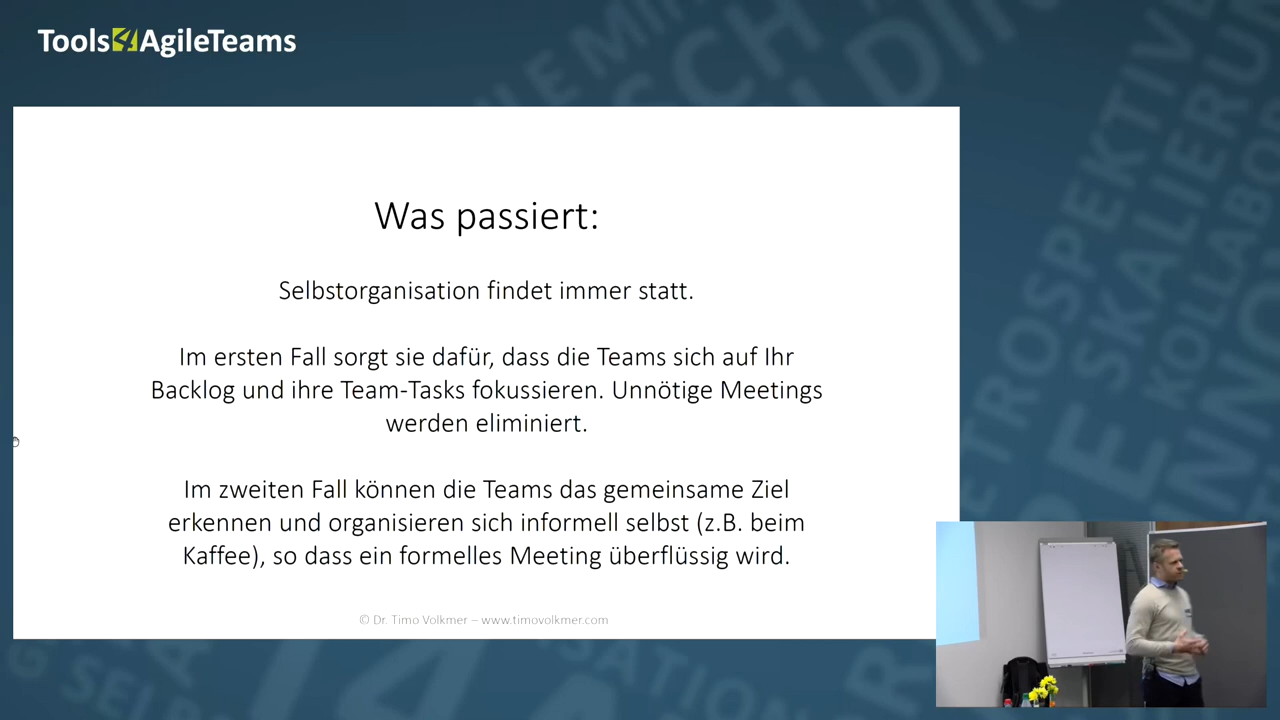 Tools4AgileTeams
Was passiert:
Selbstorganisation findet immer statt.
Im ersten Fall sorgt sie dafür, dass die Teams sich auf Ihr
Backlog und ihre Team-Tasks fokussieren. Unnötige Meetings
werden eliminiert.
Im zweiten Fall können die Teams das gemeinsame Ziel
erkennen und organisieren sich informell selbst (z.B. beim
Kaffee), so dass ein formelles Meeting überflüssig wird.
© Dr. Timo Volkmer – www.timovolkmer.com